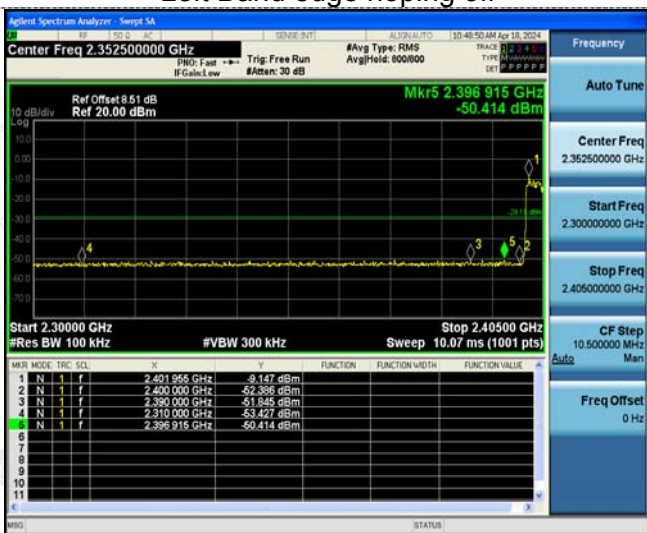 Left Band edge hoping off
Agilent Spectrum Analyzer - Swept SA
RF 50 Ω AC SENSE:INT ALIGNAUTO 10:48:50 AM Apr 18, 2024
Center Freq 2.352500000 GHz
PNO: Fast
IFGain:Low
Trig: Free Run
#Atten: 30 dB
#Avg Type: RMS
Avg|Hold: 800/800
TRACE 1 2 3 4 5 6
TYPE M
DET P P P P P P
Ref Offset 8.51 dB
Ref 20.00 dBm
10 dB/div
Log
Mkr5 2.396 915 GHz
-50.414 dBm
10.0
0.00
-10.0
-20.0
-30.0
-40.0
-50.0
-60.0
-70.0
1
2
3
4
5
Start 2.30000 GHz
Stop 2.40500 GHz
#Res BW 100 kHz
#VBW 300 kHz
Sweep 10.07 ms (1001 pts)
MKR MODE TRC SCL X Y FUNCTION FUNCTION WIDTH FUNCTION VALUE
1 N 1 f 2.401 955 GHz -9.147 dBm
2 N 1 f 2.400 000 GHz -52.386 dBm
3 N 1 f 2.390 000 GHz -51.845 dBm
4 N 1 f 2.310 000 GHz -53.427 dBm
5 N 1 f 2.396 915 GHz -50.414 dBm
6
7
8
9
10
11
MSG
STATUS
Frequency
Auto Tune
Center Freq
2.352500000 GHz
Start Freq
2.300000000 GHz
Stop Freq
2.405000000 GHz
CF Step
10.500000 MHz
Auto Man
Freq Offset
0 Hz